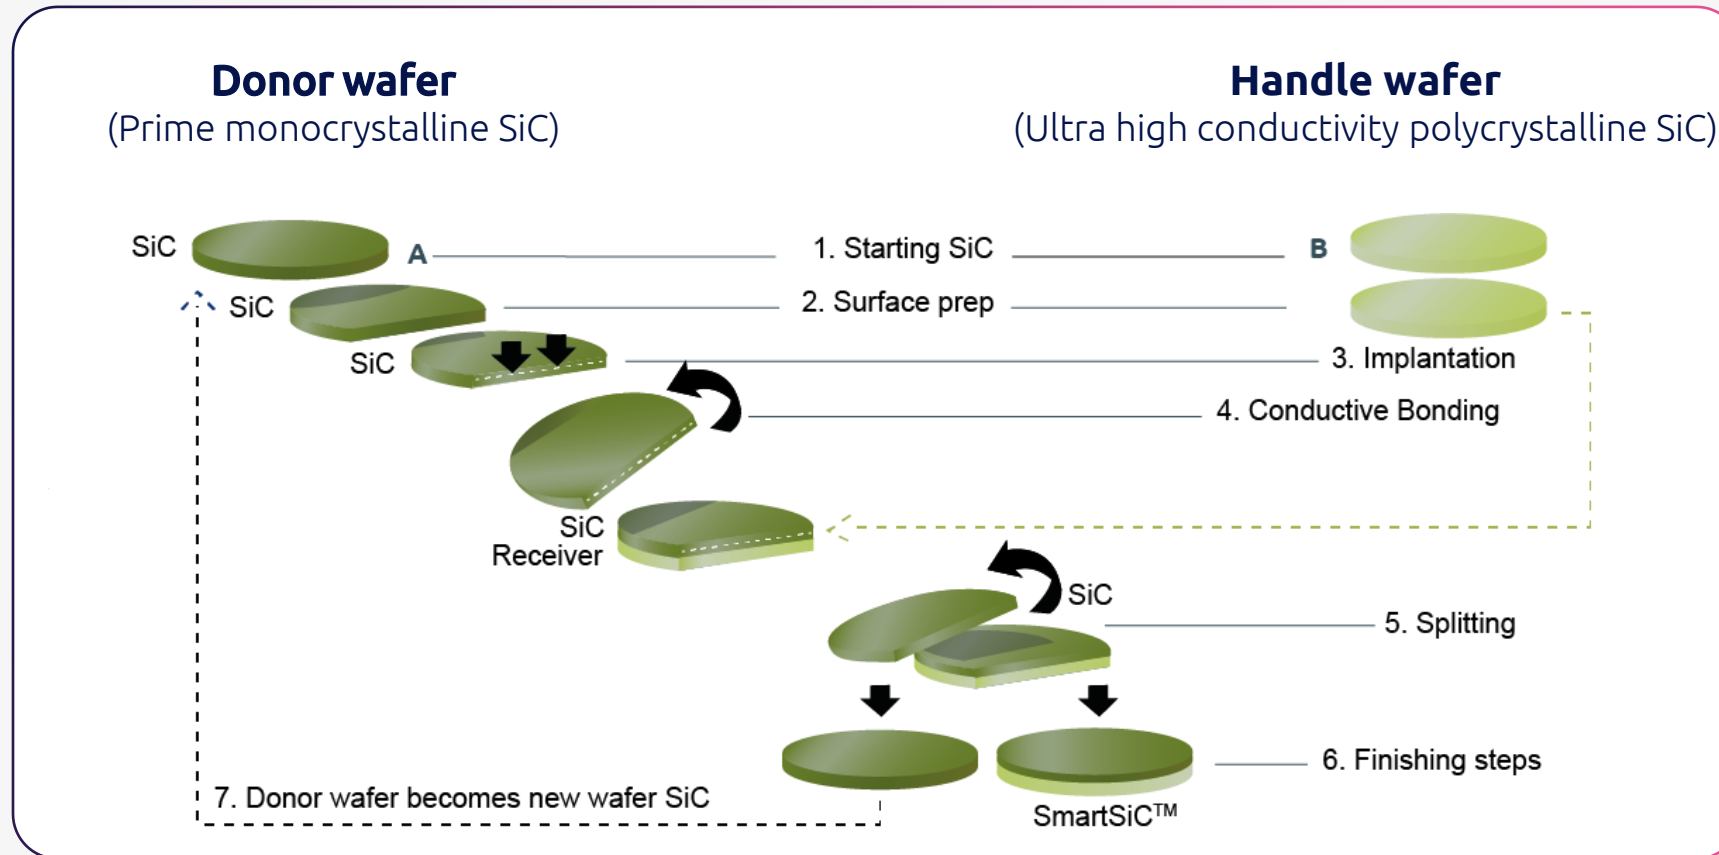 Donor wafer
(Prime monocrystalline SiC)
Handle wafer
(Ultra high conductivity polycrystalline SiC)
SiC
A
1. Starting SiC
B
SiC
2. Surface prep
SiC
3. Implantation
4. Conductive Bonding
SiC
Receiver
SiC
5. Splitting
6. Finishing steps
7. Donor wafer becomes new wafer SiC
SmartSiC™